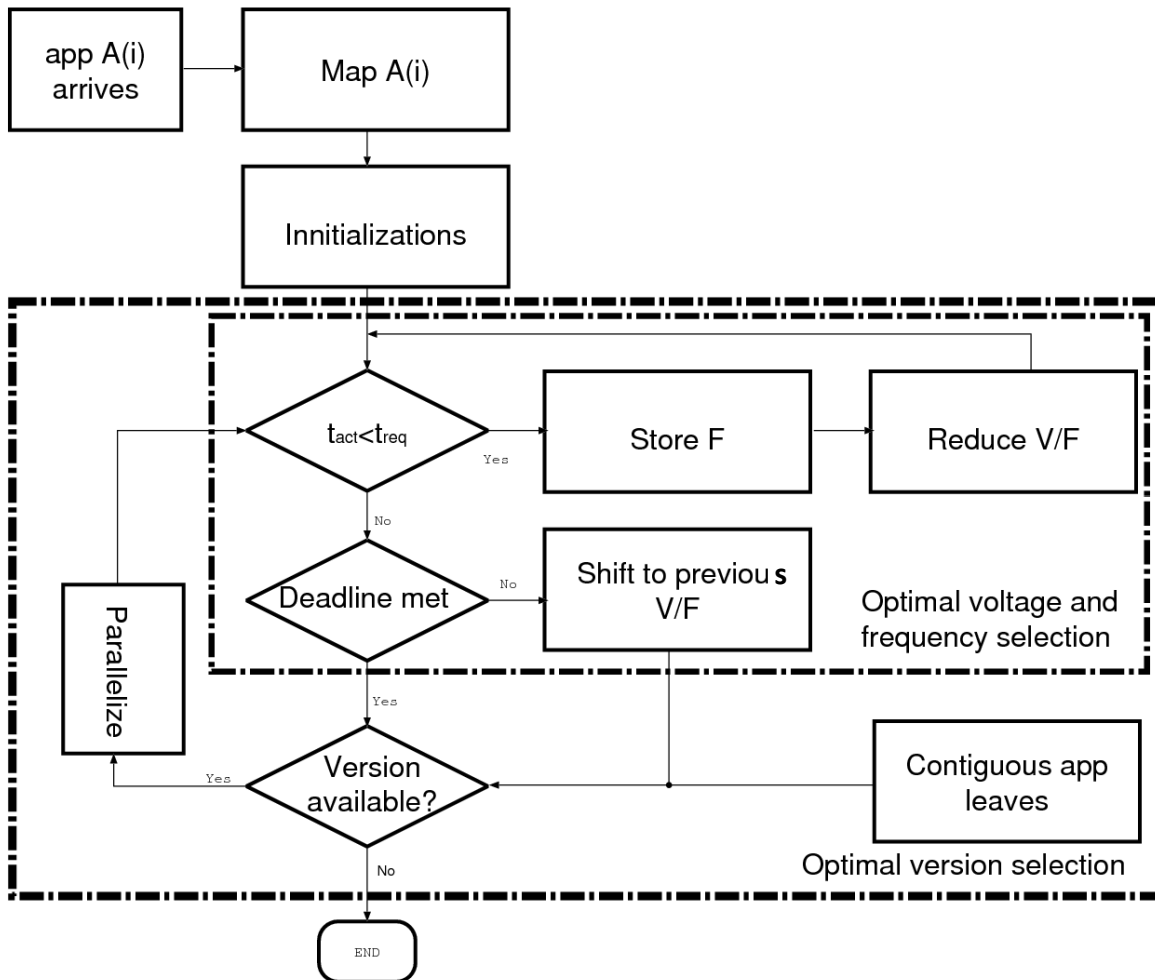 app A(i)
arrives
Map A(i)
Innitializations
tact<treq
Yes
Store F
Reduce V/F
No
Deadline met
No
Shift to previous
V/F
Optimal voltage and
frequency selection
Parallelize
Yes
Version
available?
Yes
Contiguous app
leaves
Optimal version selection
No
END